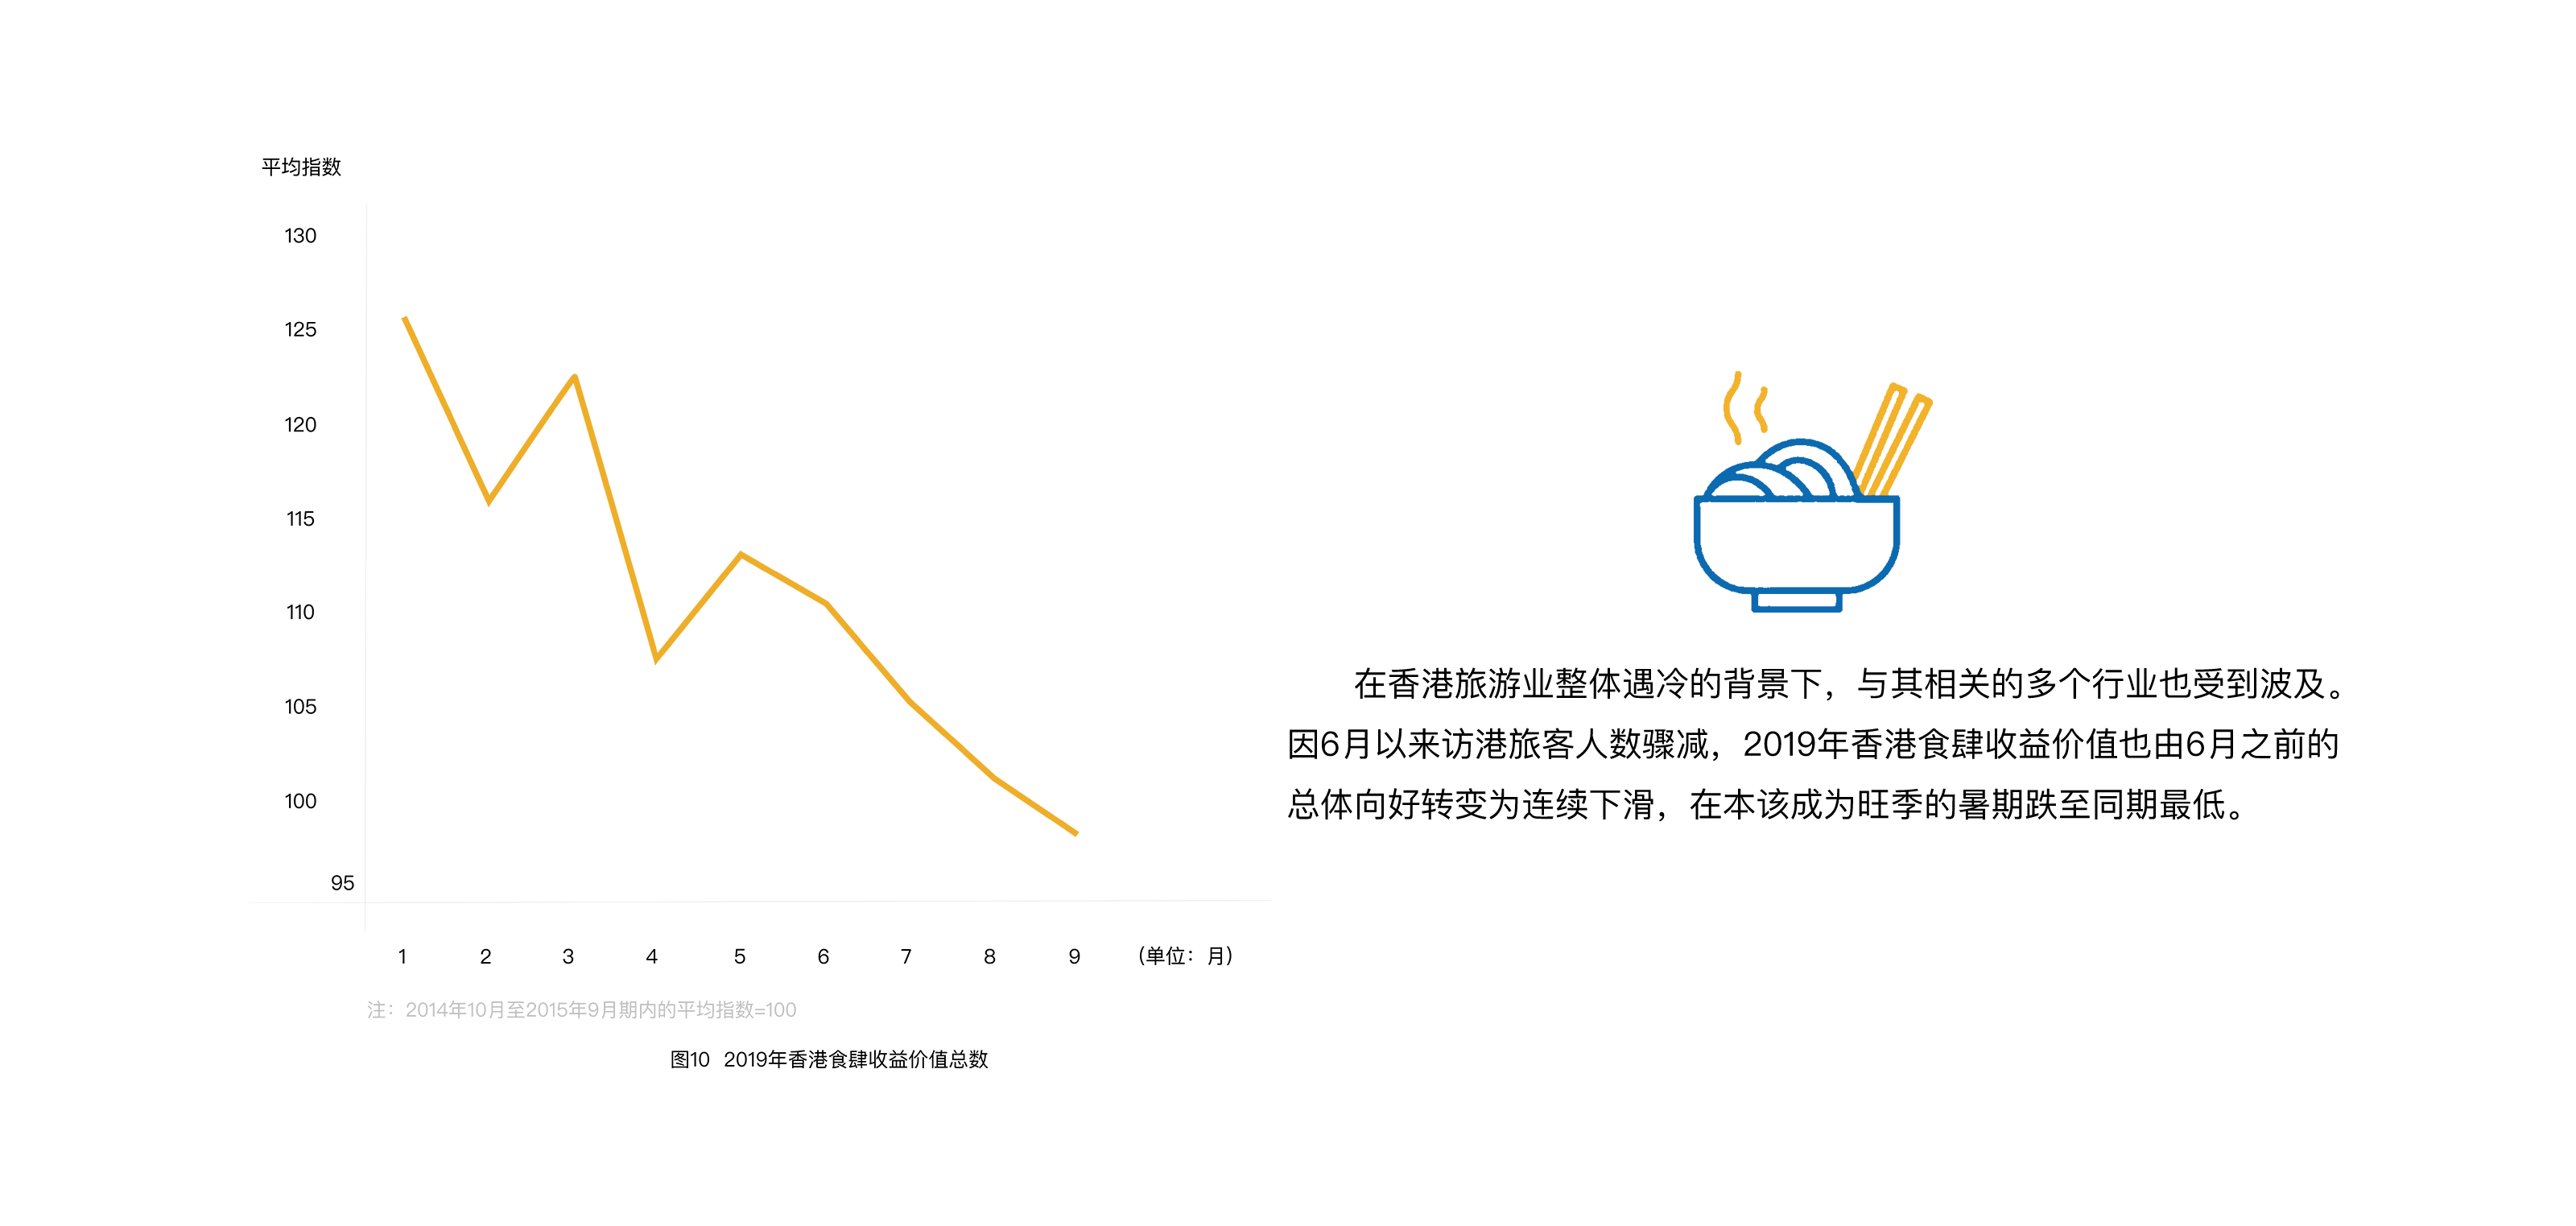 平均指数
130
125
120
115
110
105
100
95
1 2 3 4 5 6 7 8 9 (单位：月)
注：2014年10月至2015年9月期内的平均指数=100
图10 2019年香港食肆收益价值总数
在香港旅游业整体遇冷的背景下，与其相关的多个行业也受到波及。
因6月以来访港旅客人数骤减，2019年香港食肆收益价值也由6月之前的
总体向好转变为连续下滑，在本该成为旺季的暑期跌至同期最低。